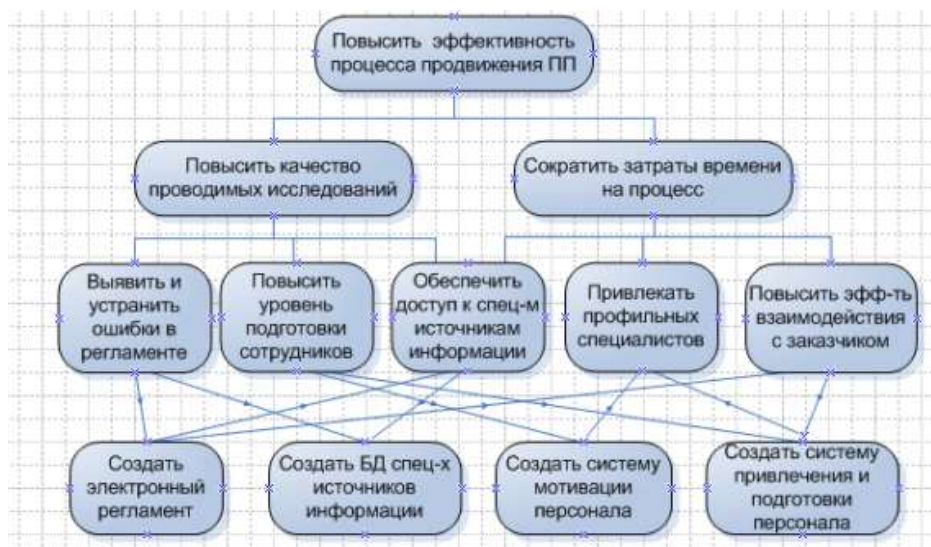 Повысить эффективность
процесса продвижения ПП
Повысить качество
проводимых исследований
Сократить затраты времени
на процесс
Выявить и
устранить
ошибки в
регламенте
Повысить
уровень
подготовки
сотрудников
Обеспечить
доступ к спец-м
источникам
информации
Привлекать
профильных
специалистов
Повысить эфф-ть
взаимодействия
с заказчиком
Создать
электронный
регламент
Создать БД спец-х
источников
информации
Создать систему
мотивации
персонала
Создать систему
привлечения и
подготовки
персонала